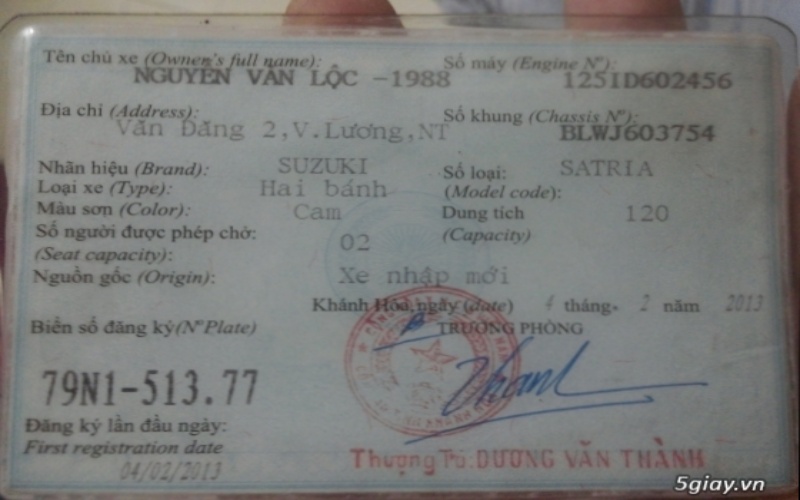 Tên chủ xe (Owner's full name): Số máy (Engine Nº):
NGUYỄN VĂN LỘC -1988 1251D602456
Địa chỉ (Address): Số khung (Chassis Nº):
Văn Đăng 2,V.Lương,NT BLWJ603754
Nhãn hiệu (Brand): SUZUKI Số loại: SATRIA
Loại xe (Type): Hai bánh (Model code):
Màu sơn (Color): Cam Dung tích 120
Số người được phép chở: 02 (Capacity)
(Seat capacity):
Nguồn gốc (Origin): Xe nhập mới
Khánh Hòa, ngày (date) 4 tháng 2 năm 2013
Biển số đăng ký(NºPlate) TRƯỞNG PHÒNG
79N1-513.77
Đăng ký lần đầu ngày:
First registration date
04/02/2013
Thượng Tá: DƯƠNG VĂN THÀNH
5giay.vn